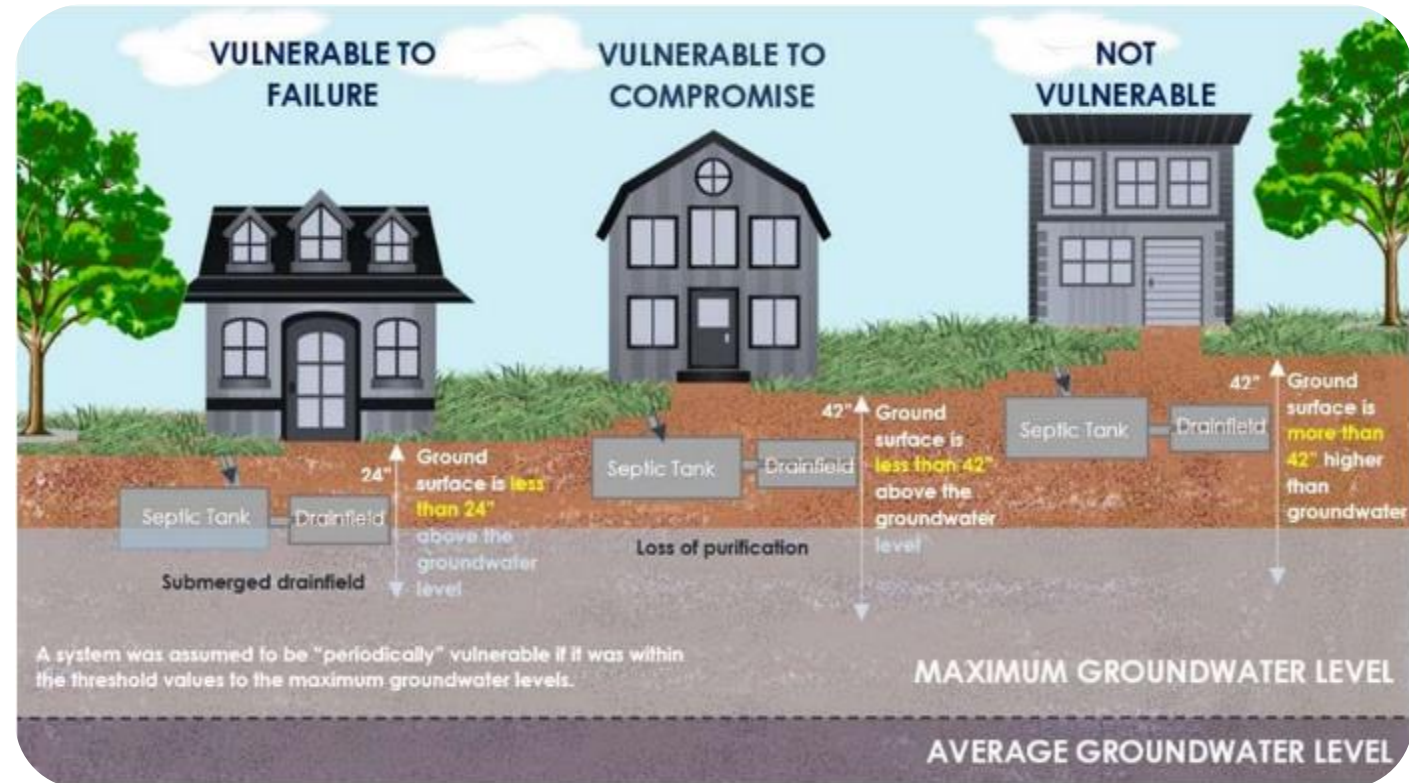 VULNERABLE TO
FAILURE
VULNERABLE TO
COMPROMISE
NOT
VULNERABLE
24"
Ground
surface is less
than 24"
above the
groundwater
level
Septic Tank
Drainfield
Submerged drainfield
42"
Ground
surface is
less than 42"
above the
groundwater
level
Septic Tank
Drainfield
Loss of purification
42"
Ground
surface is
more than
42" higher
than
groundwater
Septic Tank
Drainfield
A system was assumed to be "periodically" vulnerable if it was within
the threshold values to the maximum groundwater levels.
MAXIMUM GROUNDWATER LEVEL
AVERAGE GROUNDWATER LEVEL